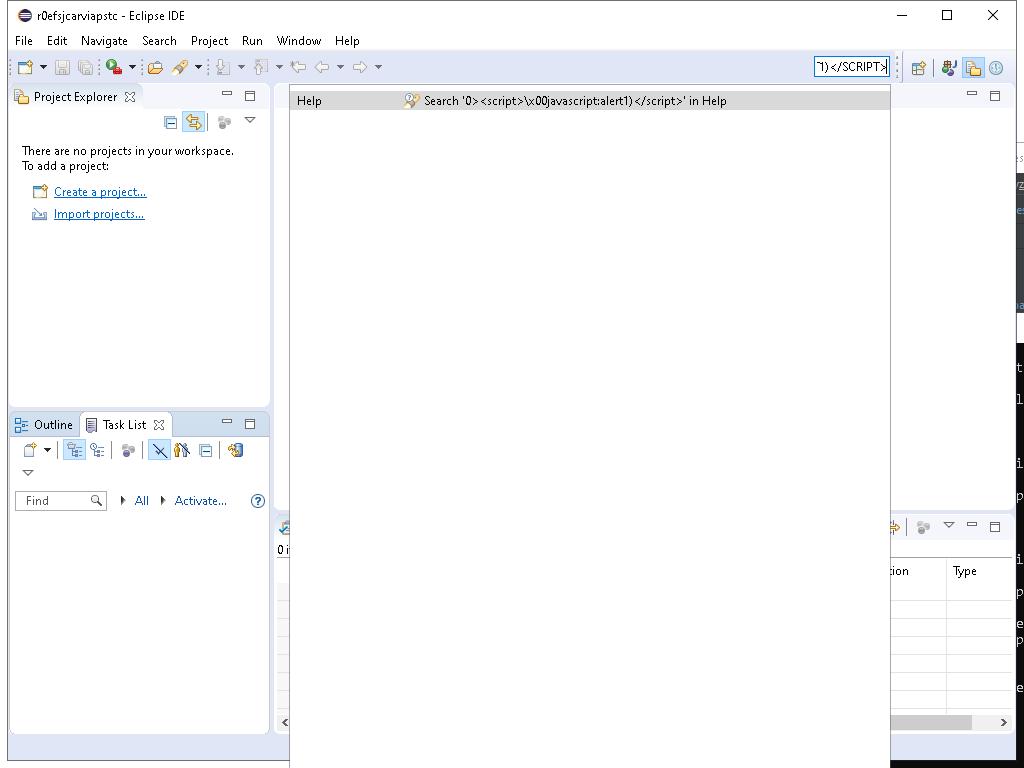 r0efsjcarviapstc - Eclipse IDE
File Edit Navigate Search Project Run Window Help
1)</SCRIPT>
Project Explorer
Help Search '0><script>\x00javascript:alert1)</script>' in Help
There are no projects in your workspace.
To add a project:
Create a project...
Import projects...
Outline Task List
Find All Activate...
0 i
tion Type